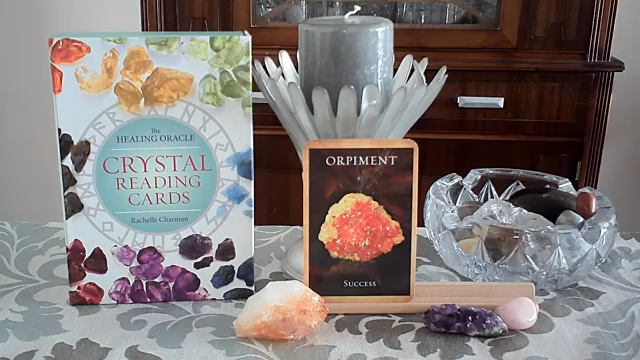 The
HEALING ORACLE
CRYSTAL
READING
CARDS
Rachelle Charman
ORPIMENT
SUCCESS